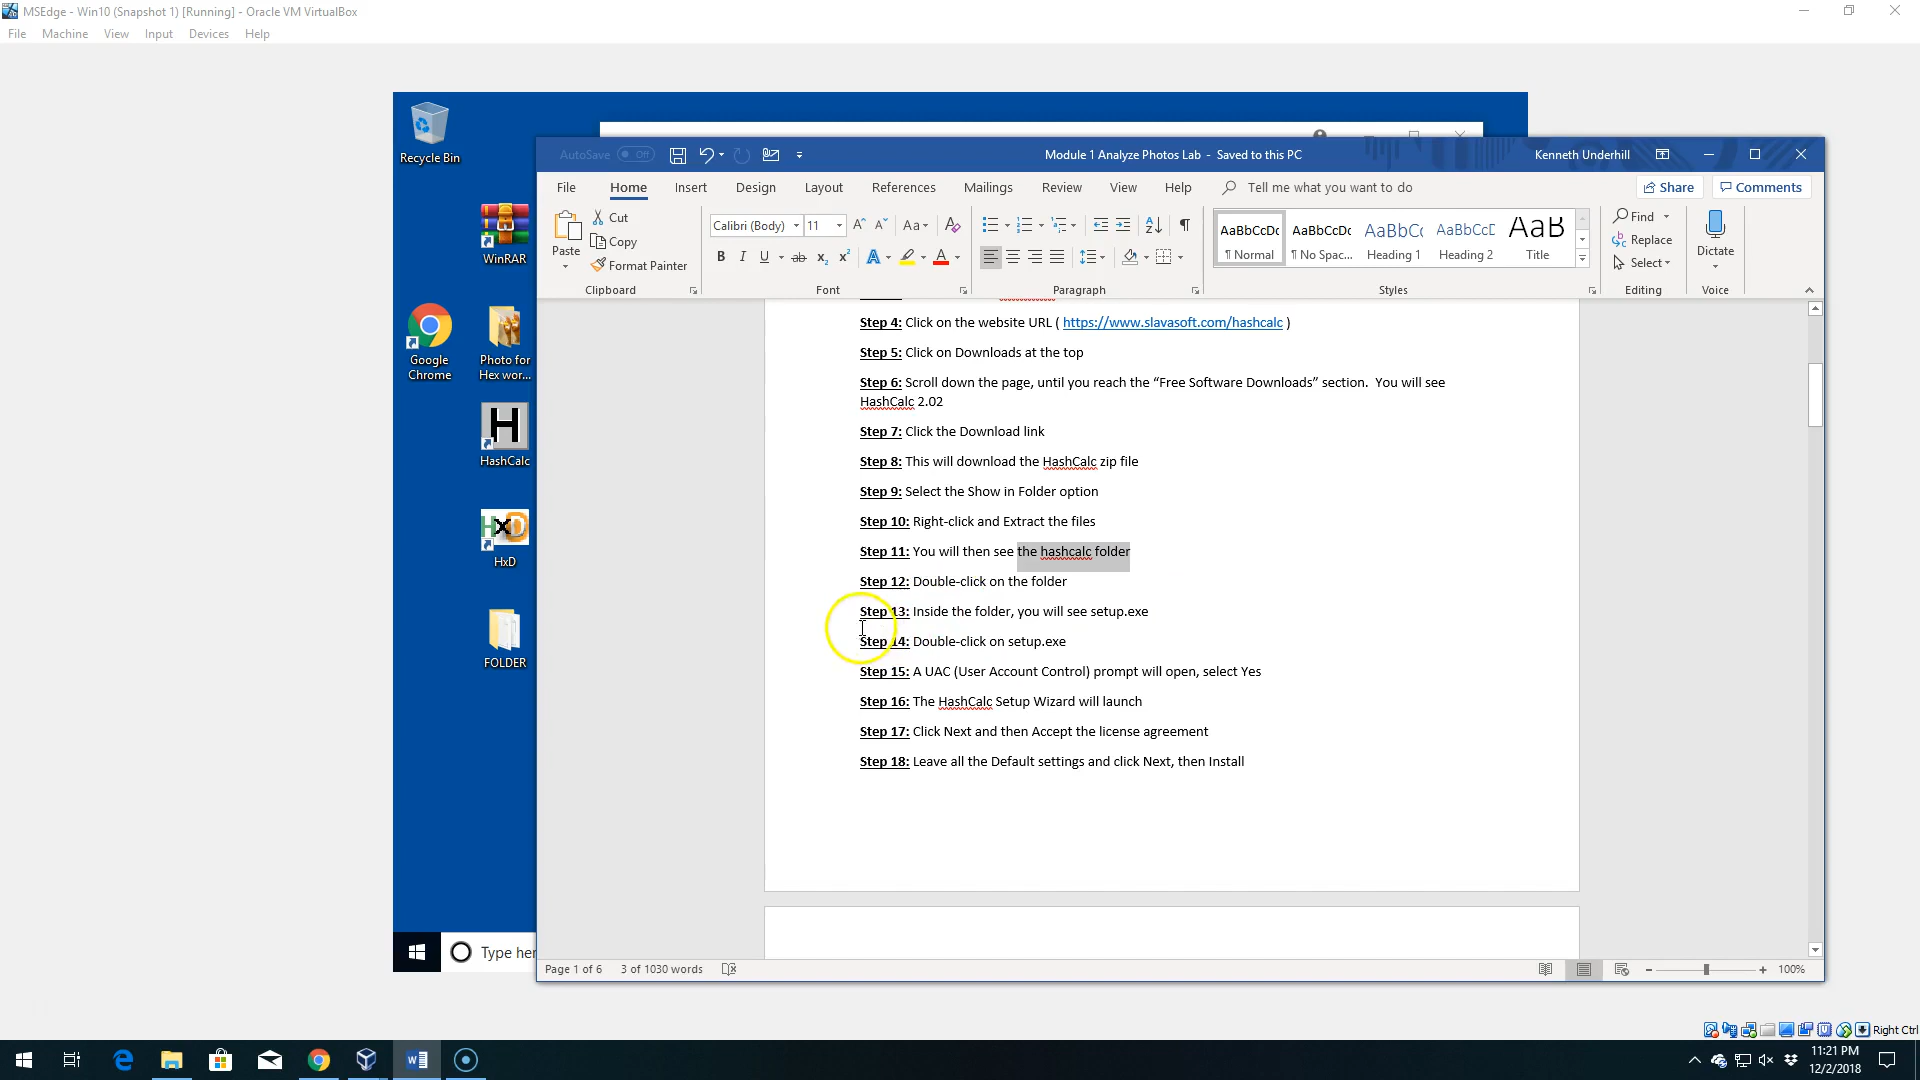 MSEdge - Win10 (Snapshot 1) [Running] - Oracle VM VirtualBox
File Machine View Input Devices Help
Recycle Bin
WinRAR
Google Chrome
Photo for Hex wor...
HashCalc
HxD
FOLDER
Type her
AutoSave Off
Module 1 Analyze Photos Lab - Saved to this PC
Kenneth Underhill
File Home Insert Design Layout References Mailings Review View Help Tell me what you want to do Share Comments
Paste
Cut
Copy
Format Painter
Clipboard
Calibri (Body) 11
Font
Paragraph
AaBbCcDc ¶ Normal
AaBbCcDc ¶ No Spac...
AaBbCc Heading 1
AaBbCcD Heading 2
AaB Title
Styles
Find
Replace
Select
Editing
Dictate
Voice
Step 4: Click on the website URL ( https://www.slavasoft.com/hashcalc )
Step 5: Click on Downloads at the top
Step 6: Scroll down the page, until you reach the “Free Software Downloads” section. You will see
HashCalc 2.02
Step 7: Click the Download link
Step 8: This will download the HashCalc zip file
Step 9: Select the Show in Folder option
Step 10: Right-click and Extract the files
Step 11: You will then see the hashcalc folder
Step 12: Double-click on the folder
Step 13: Inside the folder, you will see setup.exe
Step 14: Double-click on setup.exe
Step 15: A UAC (User Account Control) prompt will open, select Yes
Step 16: The HashCalc Setup Wizard will launch
Step 17: Click Next and then Accept the license agreement
Step 18: Leave all the Default settings and click Next, then Install
Page 1 of 6 3 of 1030 words
100%
Right Ctrl
11:21 PM
12/2/2018